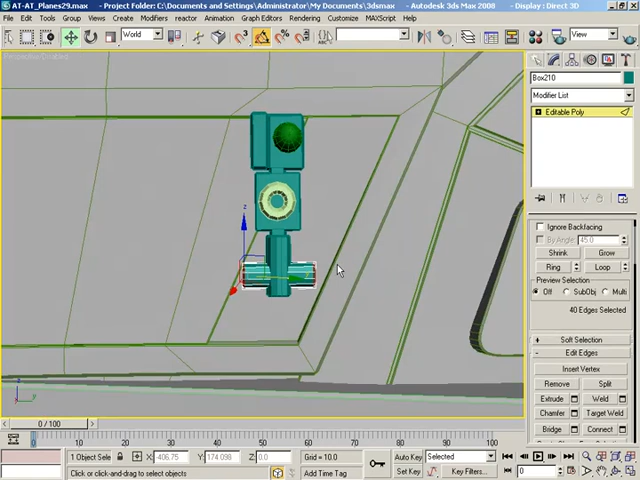 AT-AT_Planes29.max - Project Folder: C:\Documents and Settings\Administrator\My Documents\3dsmax - Autodesk 3ds Max 2008 - Display : Direct 3D
Edit Tools Group Views Create Modifiers reactor Animation Graph Editors Rendering Customize MAXScript Help
World View
Box210
Modifier List
Editable Poly
Ignore Backfacing
By Angle: 45.0
Shrink Grow
Ring Loop
Preview Selection
Off SubObj Multi
40 Edges Selected
Soft Selection
Edit Edges
Insert Vertex
Remove Split
Extrude Weld
Chamfer Target Weld
Bridge Connect
z
z
y
0 / 100
0 10 20 30 40 50 60 70 80 90 100
1 Object Sele X: -406.75 Y: 174.098 Z: 0.0 Grid = 10.0 Auto Key Selected
Click or click-and-drag to select objects Add Time Tag Set Key Key Filters... 0